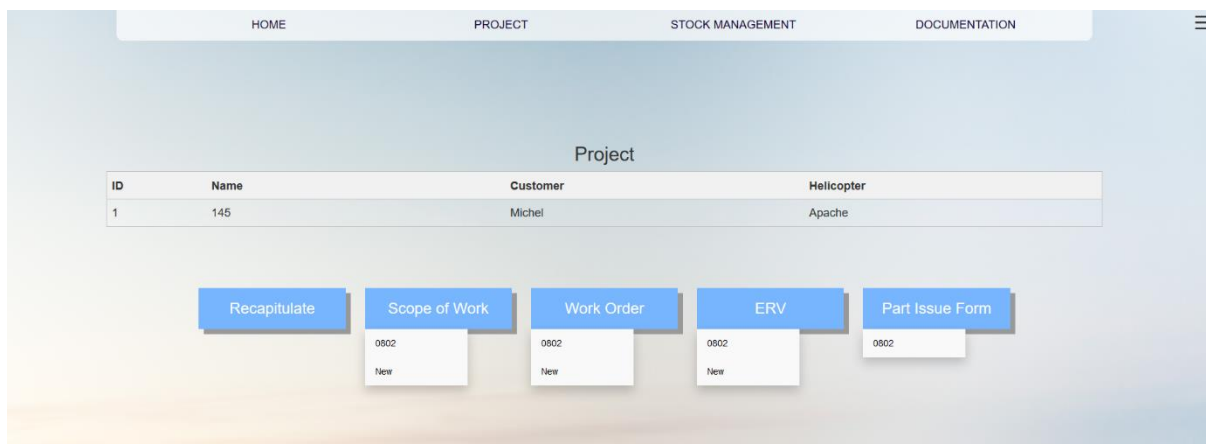 HOME PROJECT STOCK MANAGEMENT DOCUMENTATION
Project
ID Name Customer Helicopter
1 145 Michel Apache
Recapitulate Scope of Work Work Order ERV Part Issue Form
0802 0802 0802 0802
New New New